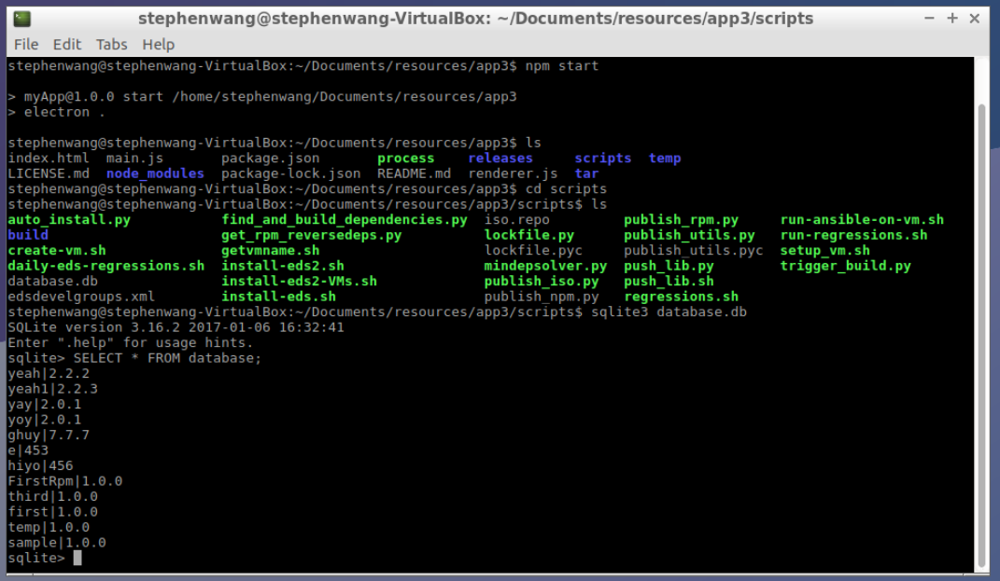 stephenwang@stephenwang-VirtualBox: ~/Documents/resources/app3/scripts
File Edit Tabs Help
stephenwang@stephenwang-VirtualBox:~/Documents/resources/app3$ npm start
> myApp@1.0.0 start /home/stephenwang/Documents/resources/app3
> electron .
stephenwang@stephenwang-VirtualBox:~/Documents/resources/app3$ ls
index.html main.js package.json process releases scripts temp
LICENSE.md node_modules package-lock.json README.md renderer.js tar
stephenwang@stephenwang-VirtualBox:~/Documents/resources/app3$ cd scripts
stephenwang@stephenwang-VirtualBox:~/Documents/resources/app3/scripts$ ls
auto_install.py find_and_build_dependencies.py iso.repo publish_rpm.py run-ansible-on-vm.sh
build get_rpm_reversedeps.py lockfile.py publish_utils.py run-regressions.sh
create-vm.sh getvmname.sh lockfile.pyc publish_utils.pyc setup_vm.sh
daily-eds-regressions.sh install-eds2.sh mindepsolver.py push_lib.py trigger_build.py
database.db install-eds2-VMs.sh publish_iso.py push_lib.sh
edsdevelgroups.xml install-eds.sh publish_npm.py regressions.sh
stephenwang@stephenwang-VirtualBox:~/Documents/resources/app3/scripts$ sqlite3 database.db
SQLite version 3.16.2 2017-01-06 16:32:41
Enter ".help" for usage hints.
sqlite> SELECT * FROM database;
yeah|2.2.2
yeah1|2.2.3
yay|2.0.1
yoy|2.0.1
ghuy|7.7.7
e|453
hiyo|456
FirstRpm|1.0.0
third|1.0.0
first|1.0.0
temp|1.0.0
sample|1.0.0
sqlite>